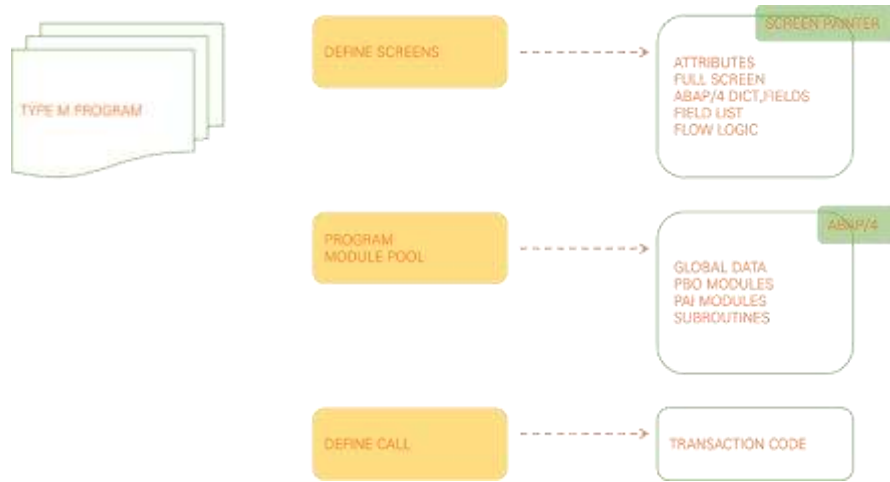 TYPE M PROGRAM
DEFINE SCREENS
SCREEN PAINTER
ATTRIBUTES
FULL SCREEN
ABAP/4 DICT,FIELDS
FIELD LIST
FLOW LOGIC
PROGRAM
MODULE POOL
ABAP/4
GLOBAL DATA
PBO MODULES
PAI MODULES
SUBROUTINES
DEFINE CALL
TRANSACTION CODE